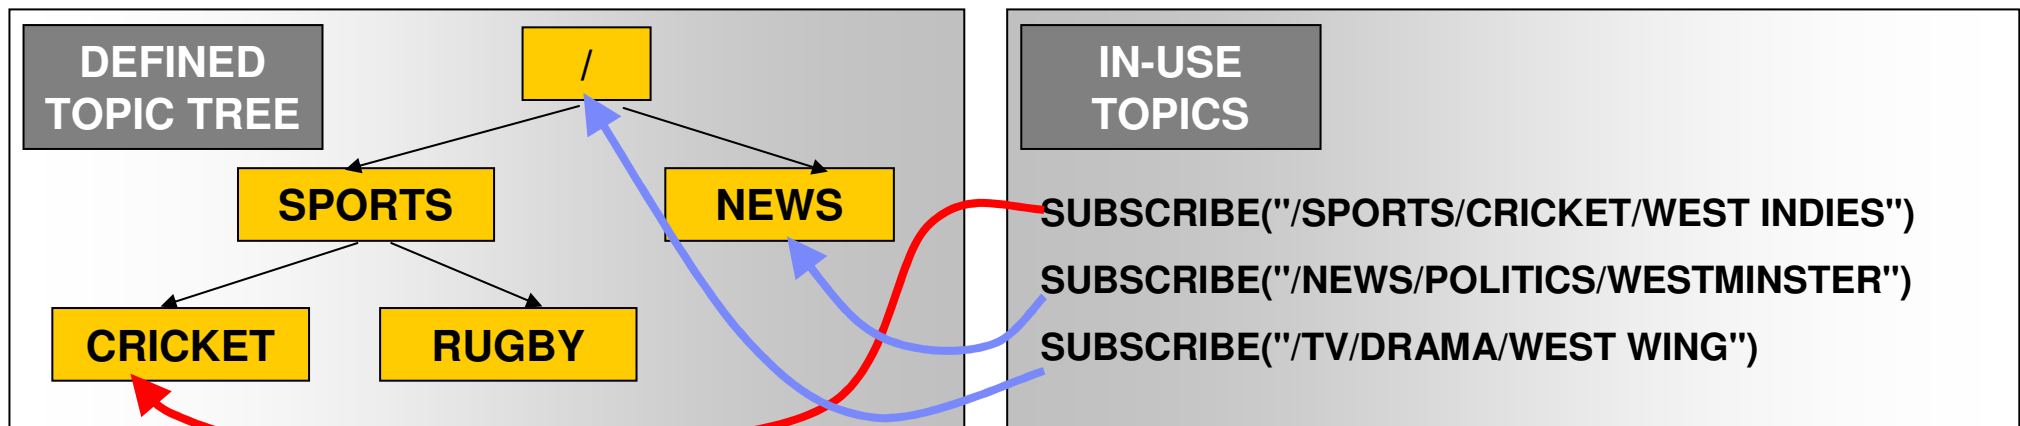 DEFINED
TOPIC TREE
/
SPORTS
NEWS
CRICKET
RUGBY
IN-USE
TOPICS
SUBSCRIBE("/SPORTS/CRICKET/WEST INDIES")
SUBSCRIBE("/NEWS/POLITICS/WESTMINSTER")
SUBSCRIBE("/TV/DRAMA/WEST WING")